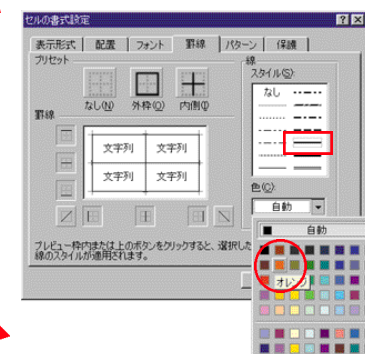 セルの書式設定
表示形式 配置 フォント 罫線 パターン 保護
プリセット
線
スタイル(S):
なし
なし(N) 外枠(O) 内側(I)
罫線
文字列 文字列
文字列 文字列
色(C):
自動
自動
プレビュー枠内または上のボタンをクリックすると、選択した
線のスタイルが適用されます。
オレンジ